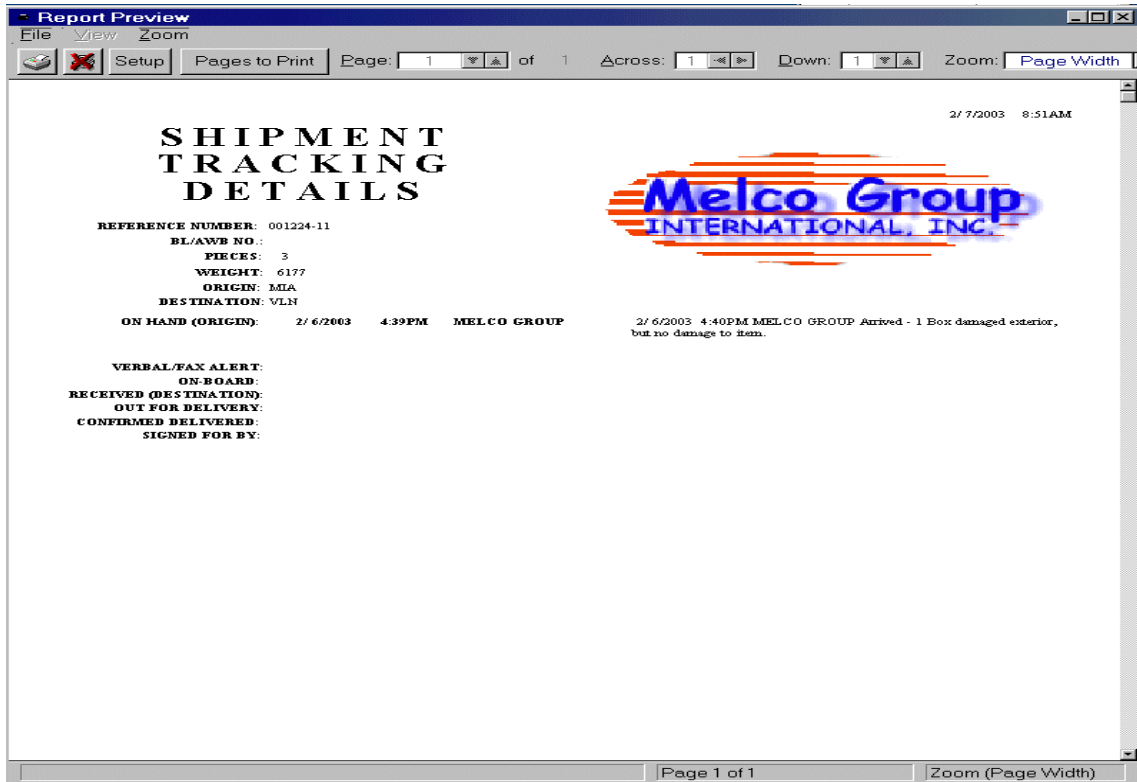 Report Preview
File View Zoom
Setup Pages to Print Page: 1 of 1 Across: 1 Down: 1 Zoom: Page Width
2/ 7/2003 8:51AM
SHIPMENT
TRACKING
DETAILS
Melco Group
INTERNATIONAL, INC.
REFERENCE NUMBER: 001224-11
BL/AWB NO.:
PIECES: 3
WEIGHT: 6177
ORIGIN: MIA
DESTINATION: VLN
ON HAND (ORIGIN): 2/ 6/2003 4:39PM MELCO GROUP 2/ 6/2003 4:40PM MELCO GROUP Arrived - 1 Box damaged exterior,
but no damage to item.
VERBAL/FAX ALERT:
ON-BOARD:
RECEIVED (DESTINATION):
OUT FOR DELIVERY:
CONFIRMED DELIVERED:
SIGNED FOR BY:
Page 1 of 1 Zoom (Page Width)